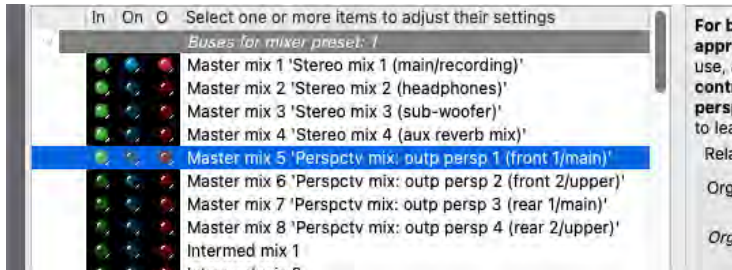 In On O Select one or more items to adjust their settings
Buses for mixer preset: 1
Master mix 1 'Stereo mix 1 (main/recording)'
Master mix 2 'Stereo mix 2 (headphones)'
Master mix 3 'Stereo mix 3 (sub-woofer)'
Master mix 4 'Stereo mix 4 (aux reverb mix)'
Master mix 5 'Perspctv mix: outp persp 1 (front 1/main)'
Master mix 6 'Perspctv mix: outp persp 2 (front 2/upper)'
Master mix 7 'Perspctv mix: outp persp 3 (rear 1/main)'
Master mix 8 'Perspctv mix: outp persp 4 (rear 2/upper)'
Intermed mix 1
For b
appr
use,
cont
pers
to lea
Rela
Org
Org